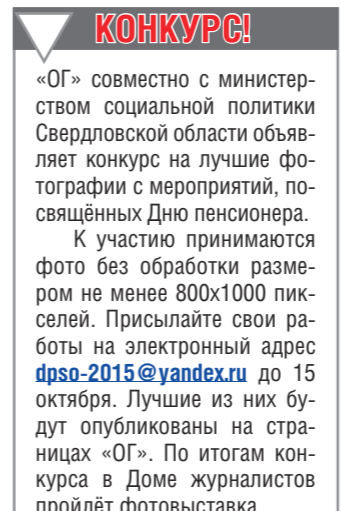 КОНКУРС!
«ОГ» совместно с министер-
ством социальной политики
Свердловской области объяв-
ляет конкурс на лучшие фо-
тографии с мероприятий, по-
свящённых Дню пенсионера.
К участию принимаются
фото без обработки разме-
ром не менее 800х1000 пик-
селей. Присылайте свои ра-
боты на электронный адрес
dpso-2015@yandex.ru до 15
октября. Лучшие из них бу-
дут опубликованы на стра-
ницах «ОГ». По итогам кон-
курса в Доме журналистов
пройдёт фотовыставка